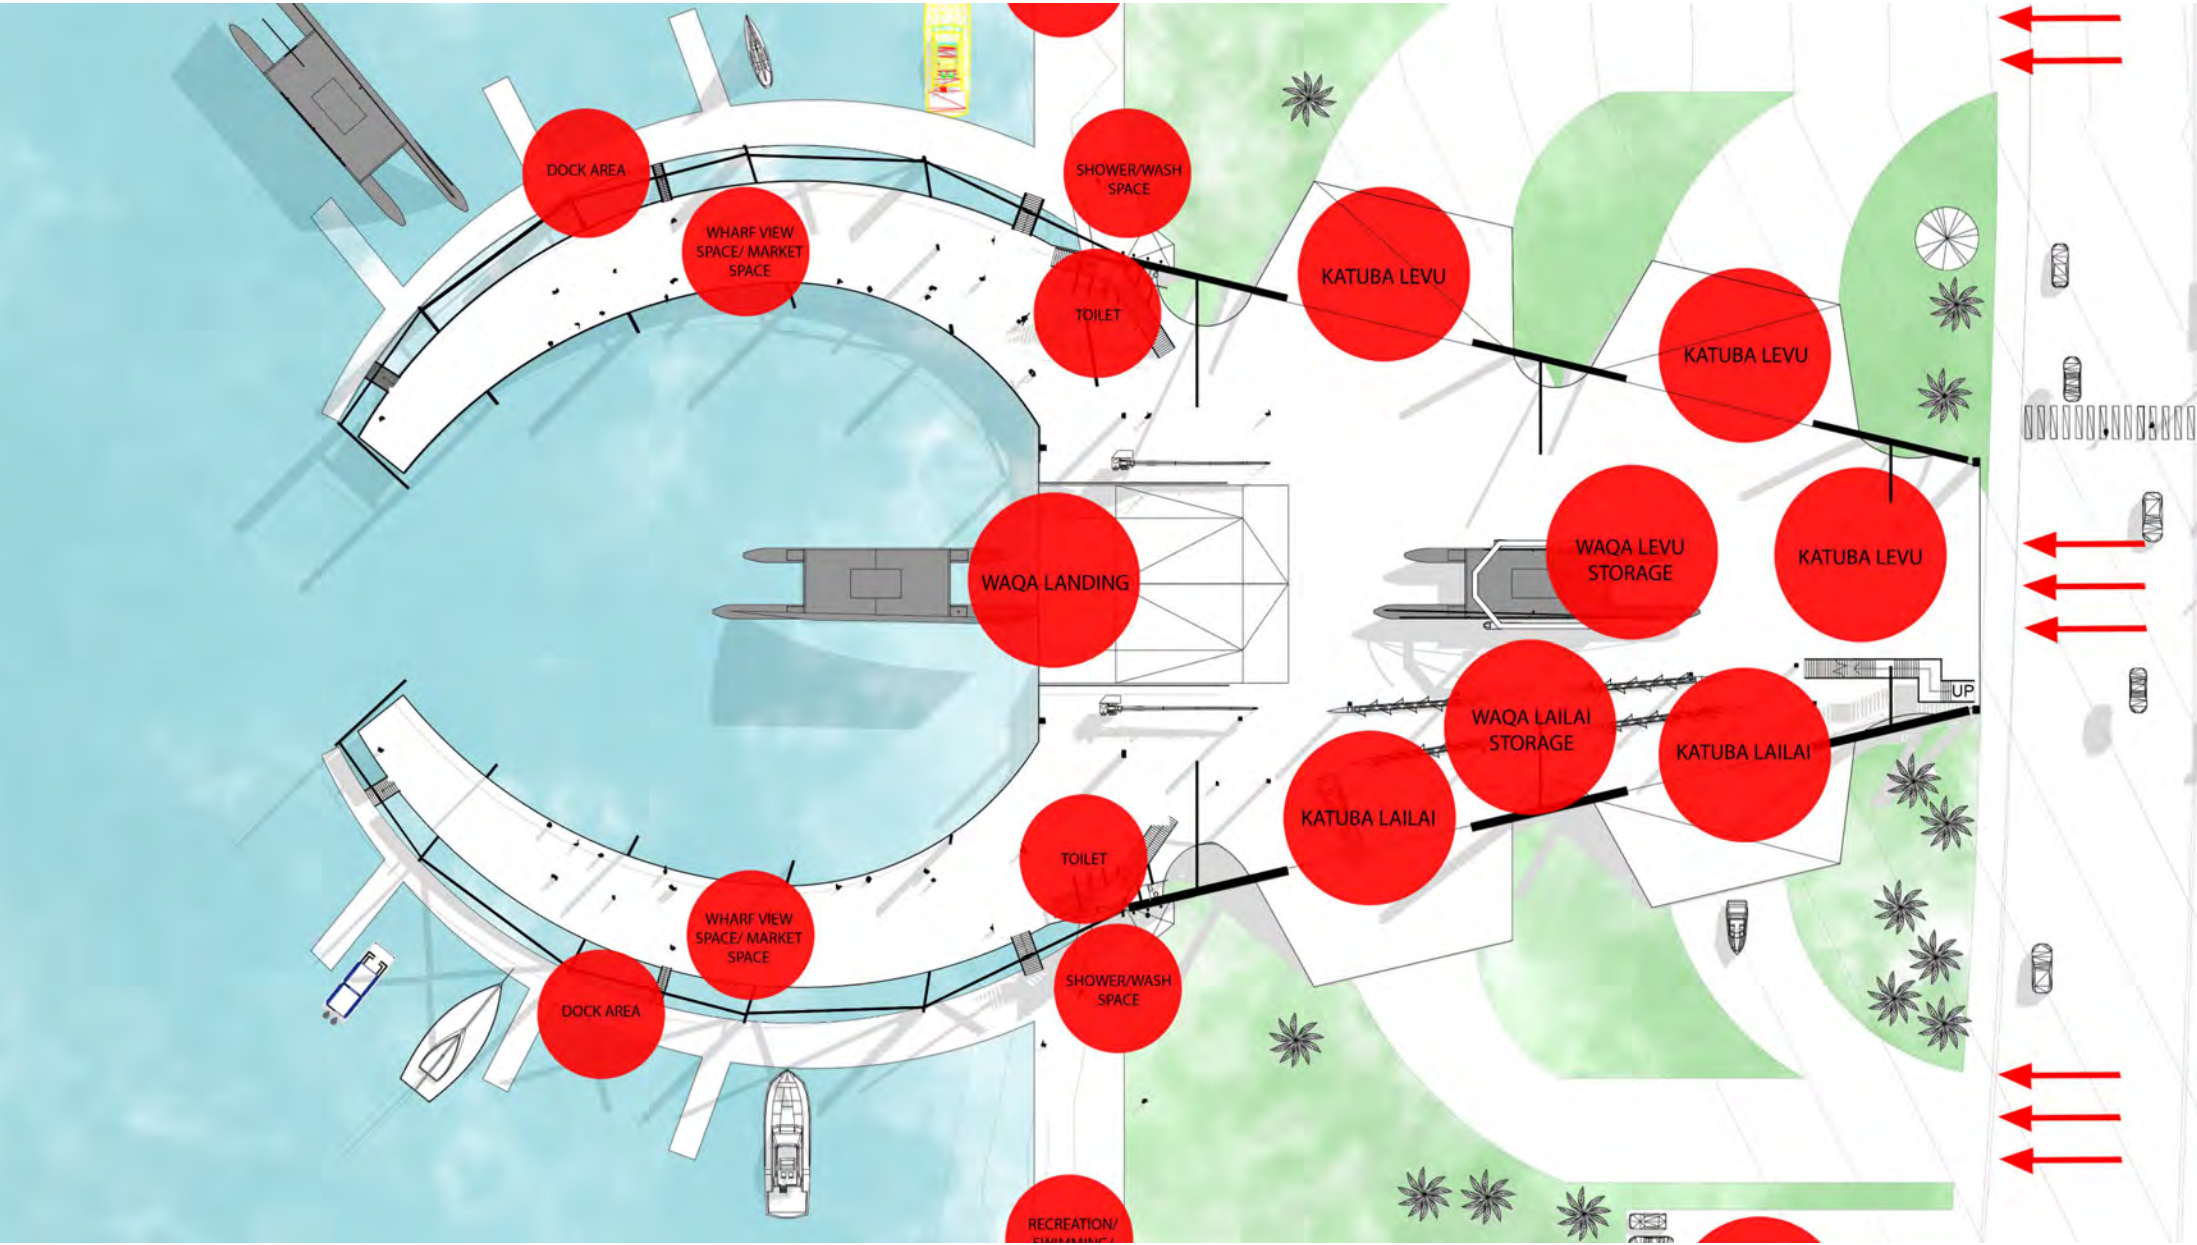 DOCK AREA
SHOWER/WASH
SPACE
WHARF VIEW
SPACE/ MARKET
SPACE
TOILET
KATUBA LEVU
KATUBA LEVU
WAQA LANDING
WAQA LEVU
STORAGE
KATUBA LEVU
UP
WAQA LAILAI
STORAGE
KATUBA LAILAI
KATUBA LAILAI
TOILET
WHARF VIEW
SPACE/ MARKET
SPACE
SHOWER/WASH
SPACE
DOCK AREA
RECREATION/
SWIMMING/